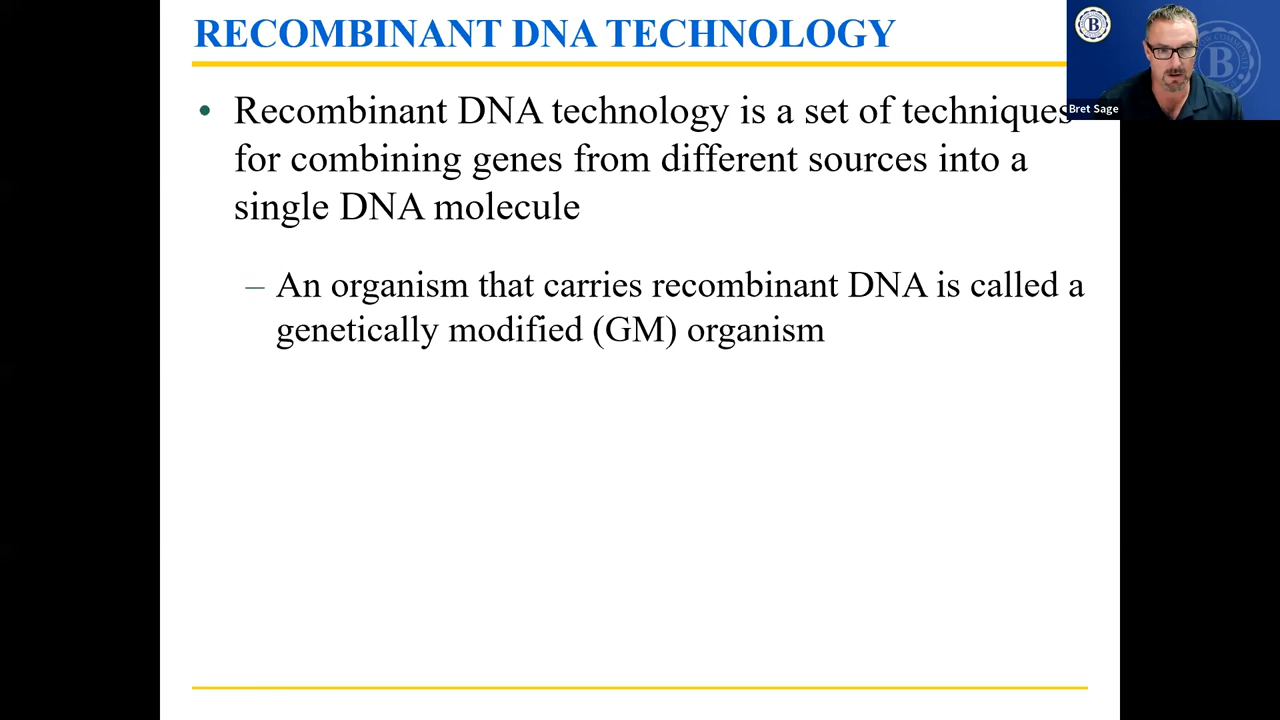 RECOMBINANT DNA TECHNOLOGY
B
B
Bret Sage
• Recombinant DNA technology is a set of techniques
for combining genes from different sources into a
single DNA molecule
– An organism that carries recombinant DNA is called a
genetically modified (GM) organism